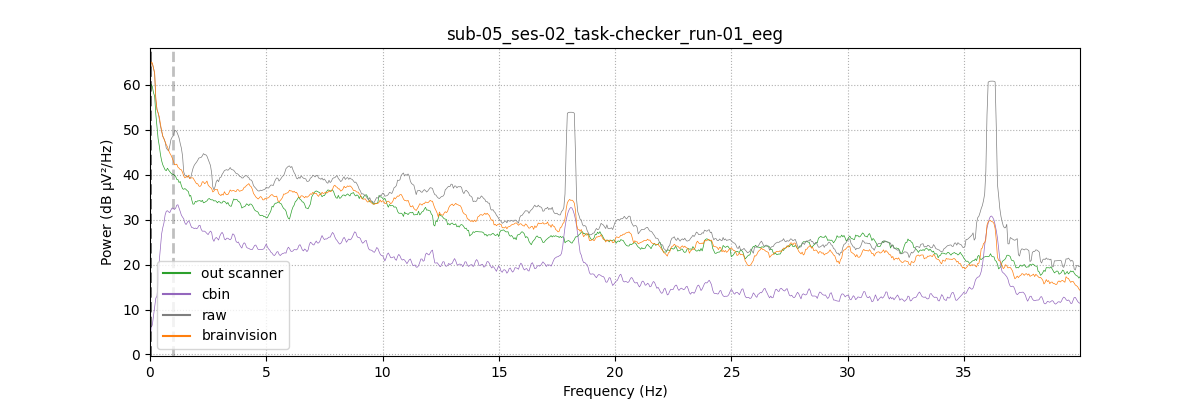 sub-05_ses-02_task-checker_run-01_eeg
Power (dB µV²/Hz)
60
50
40
30
20
10
0
out scanner
cbin
raw
brainvision
0 5 10 15 20 25 30 35
Frequency (Hz)